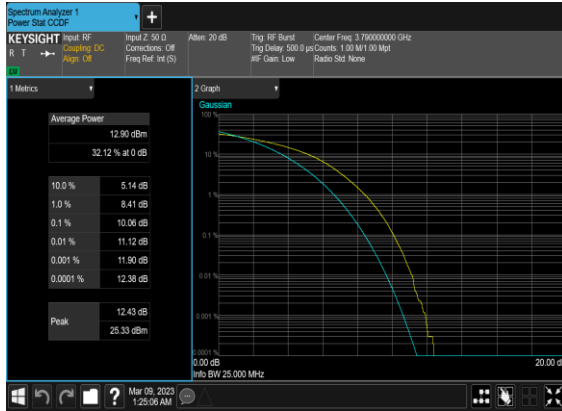 Spectrum Analyzer 1
Power Stat CCDF
+
KEYSIGHT
R T
LU
Input: RF
Coupling: DC
Align: Off
Input Z: 50 Ω
Corrections: Off
Freq Ref: Int (S)
Atten: 20 dB
Trig: RF Burst
Trig Delay: 500.0 µs
#IF Gain: Low
Center Freq: 3.790000000 GHz
Counts: 1.00 M/1.00 Mpt
Radio Std: None
1 Metrics
Average Power
12.90 dBm
32.12 % at 0 dB
10.0 % 5.14 dB
1.0 % 8.41 dB
0.1 % 10.06 dB
0.01 % 11.12 dB
0.001 % 11.90 dB
0.0001 % 12.38 dB
Peak
12.43 dB
25.33 dBm
2 Graph
Gaussian
100 %
10 %
1 %
0.1 %
0.01 %
0.001 %
0.0001 %
0.00 dB
20.00 d
Info BW 25.000 MHz
?
Mar 09, 2023
1:25:06 AM